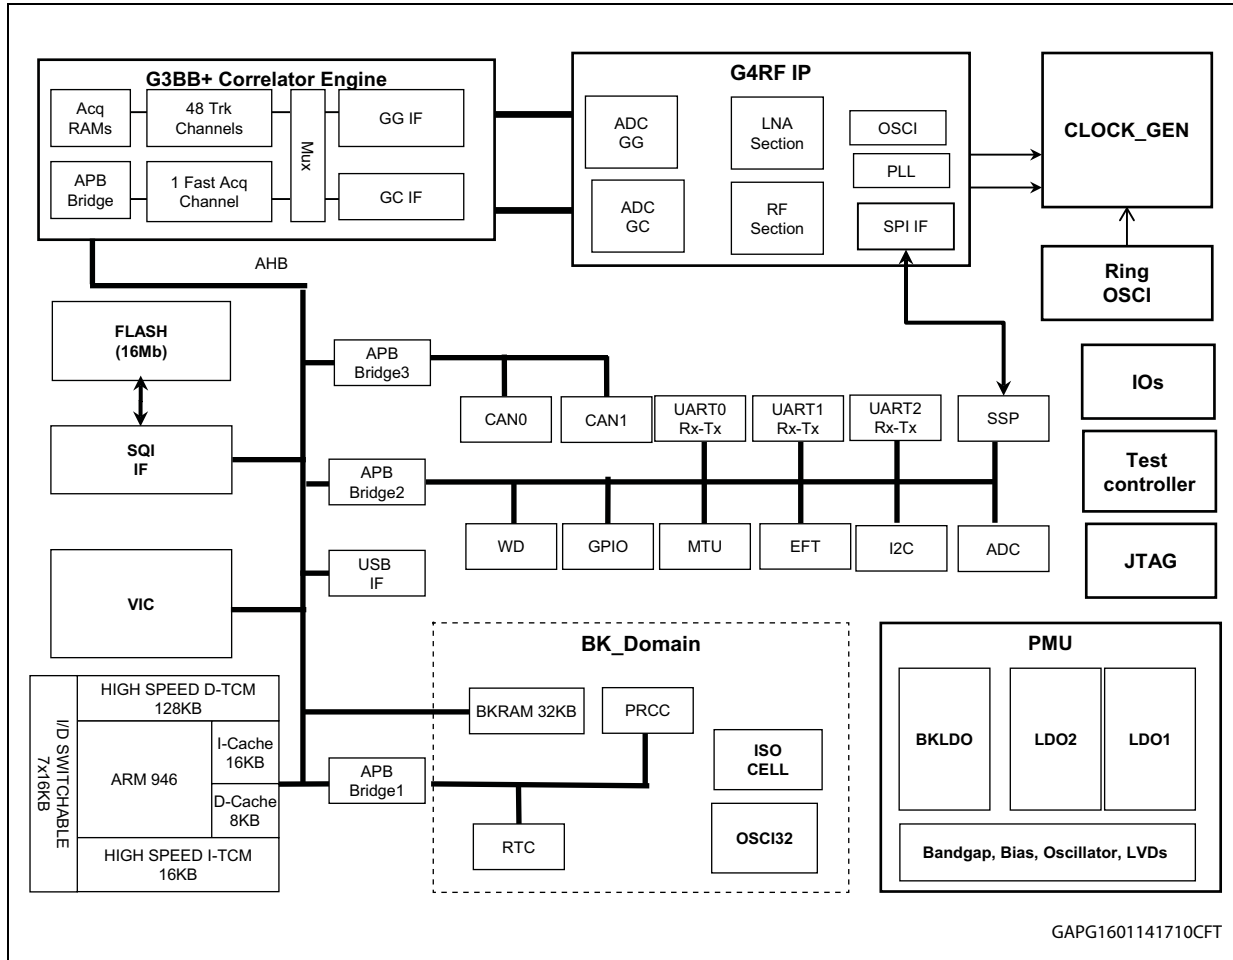 G3BB+ Correlator Engine
Acq
RAMs
48 Trk
Channels
Mux
GG IF
APB
Bridge
1 Fast Acq
Channel
GC IF
G4RF IP
ADC
GG
LNA
Section
OSCI
PLL
ADC
GC
RF
Section
SPI IF
CLOCK_GEN
Ring
OSCI
AHB
FLASH
(16Mb)
SQI
IF
APB
Bridge3
CAN0
CAN1
UART0
Rx-Tx
UART1
Rx-Tx
UART2
Rx-Tx
SSP
IOs
APB
Bridge2
WD
GPIO
MTU
EFT
I2C
ADC
Test
controller
JTAG
VIC
USB
IF
I/D SWITCHABLE
7x16KB
HIGH SPEED D-TCM
128KB
ARM 946
I-Cache
16KB
D-Cache
8KB
HIGH SPEED I-TCM
16KB
APB
Bridge1
BK_Domain
BKRAM 32KB
PRCC
ISO
CELL
RTC
OSCI32
PMU
BKLDO
LDO2
LDO1
Bandgap, Bias, Oscillator, LVDs
GAPG1601141710CFT